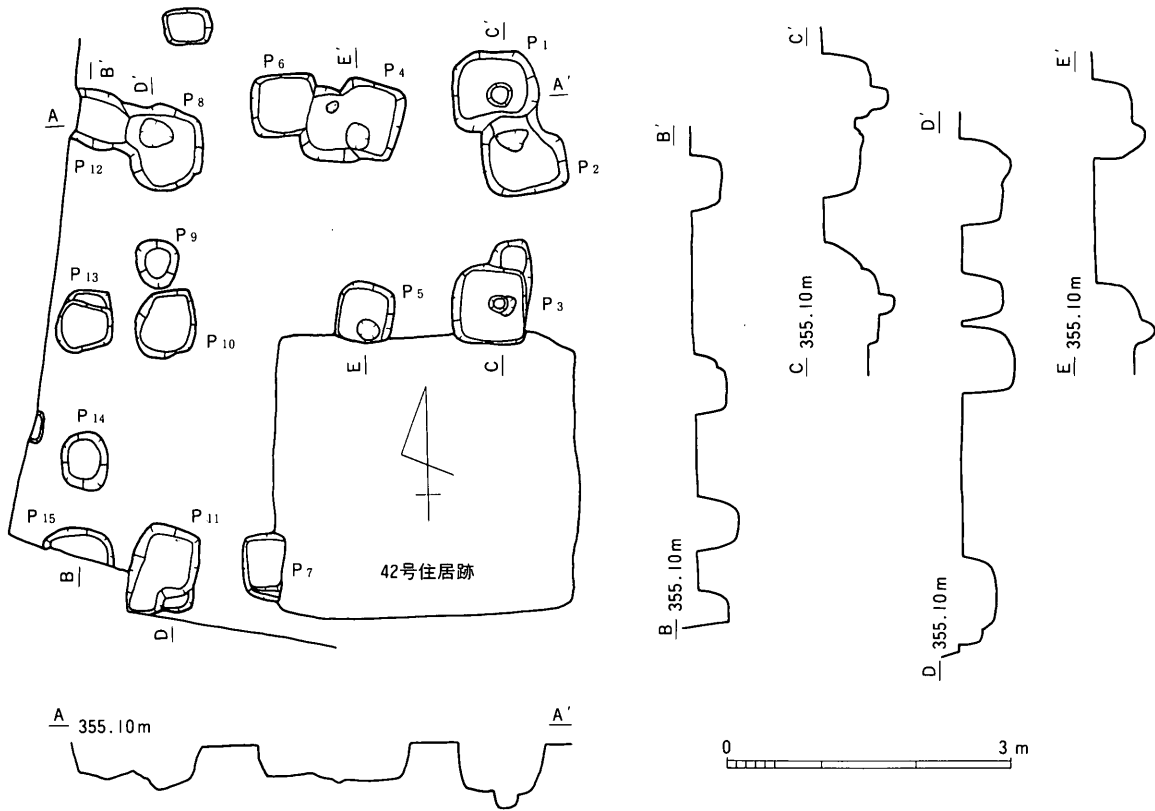 C'
P1
E'
P6
P4
A'
B'
D'
P8
A
P12
P2
P9
P13
P5
P3
P10
E
C
P14
P15
P11
B
P7
42号住居跡
D
C'
E'
D'
B'
C 355.10m
E 355.10m
B 355.10m
D 355.10m
A 355.10m
A'
0 3 m